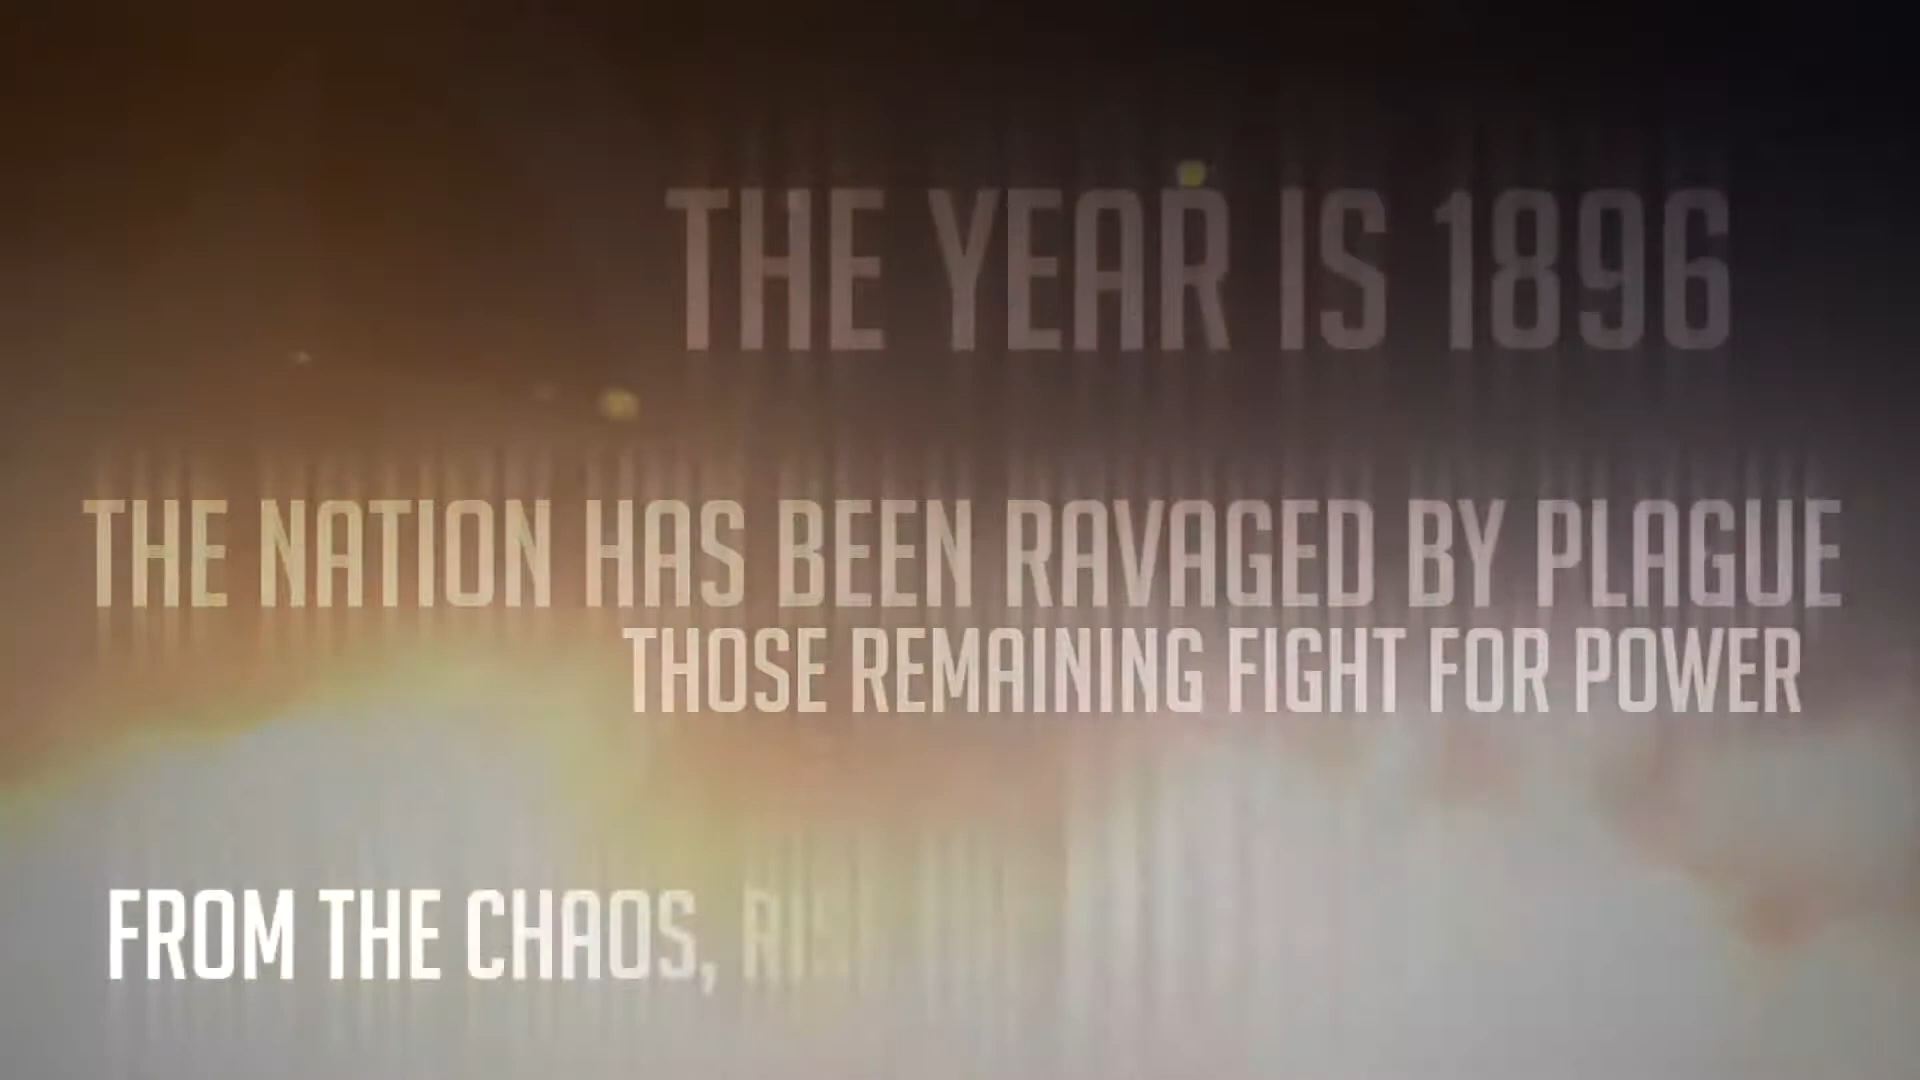 THE YEAR IS 1896
THE NATION HAS BEEN RAVAGED BY PLAGUE
THOSE REMAINING FIGHT FOR POWER
FROM THE CHAOS, RISE